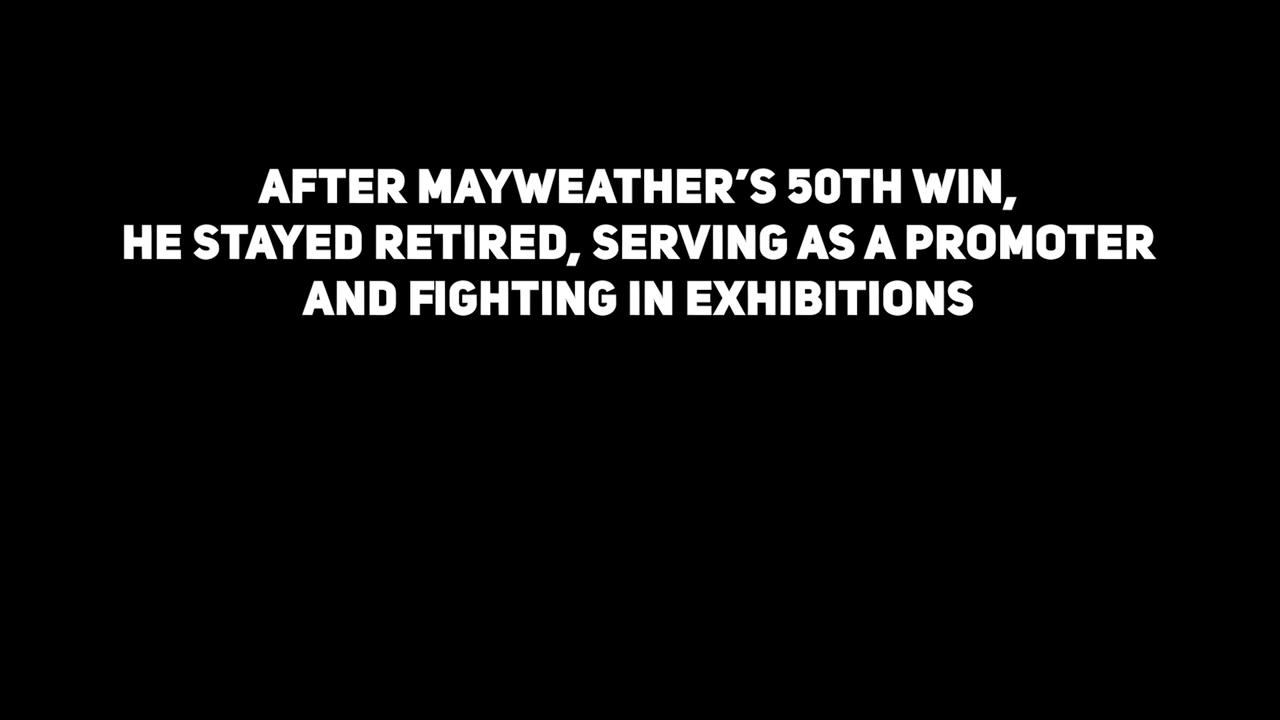 AFTER MAYWEATHER'S 50TH WIN,
HE STAYED RETIRED, SERVING AS A PROMOTER
AND FIGHTING IN EXHIBITIONS